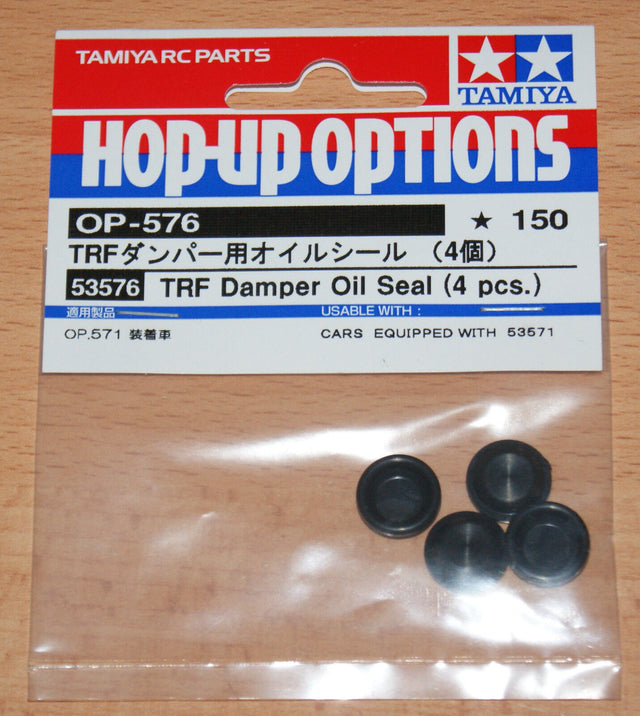 TAMIYA RC PARTS
TAMIYA
HOP-UP OPTIONS
OP-576 ★ 150
TRFダンパー用オイルシール （4個）
53576 TRF Damper Oil Seal (4 pcs.)
適用製品 USABLE WITH :
OP.571 装着車 CARS EQUIPPED WITH 53571